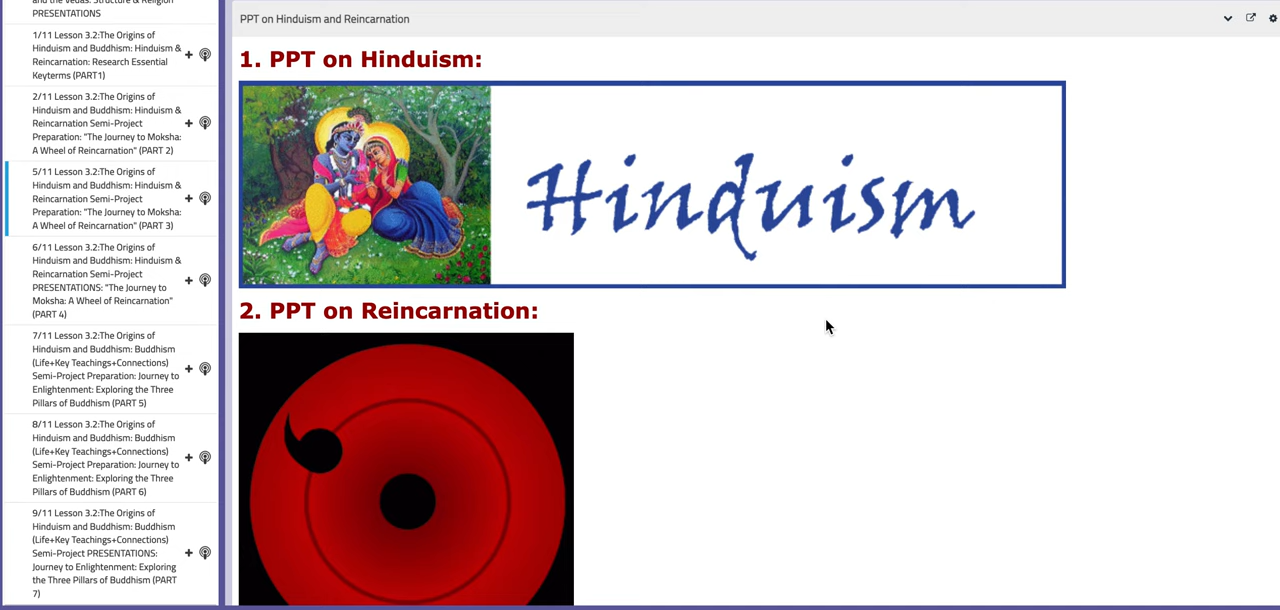 and the Vedas: Structure & Religion
PRESENTATIONS
1/11 Lesson 3.2:The Origins of
Hinduism and Buddhism: Hinduism &
Reincarnation: Research Essential
Keyterms (PART1)
2/11 Lesson 3.2:The Origins of
Hinduism and Buddhism: Hinduism &
Reincarnation Semi-Project
Preparation: "The Journey to Moksha:
A Wheel of Reincarnation" (PART 2)
5/11 Lesson 3.2:The Origins of
Hinduism and Buddhism: Hinduism &
Reincarnation Semi-Project
Preparation: "The Journey to Moksha:
A Wheel of Reincarnation" (PART 3)
6/11 Lesson 3.2:The Origins of
Hinduism and Buddhism: Hinduism &
Reincarnation Semi-Project
PRESENTATIONS: "The Journey to
Moksha: A Wheel of Reincarnation"
(PART 4)
7/11 Lesson 3.2:The Origins of
Hinduism and Buddhism: Buddhism
(Life+Key Teachings+Connections)
Semi-Project Preparation: Journey to
Enlightenment: Exploring the Three
Pillars of Buddhism (PART 5)
8/11 Lesson 3.2:The Origins of
Hinduism and Buddhism: Buddhism
(Life+Key Teachings+Connections)
Semi-Project Preparation: Journey to
Enlightenment: Exploring the Three
Pillars of Buddhism (PART 6)
9/11 Lesson 3.2:The Origins of
Hinduism and Buddhism: Buddhism
(Life+Key Teachings+Connections)
Semi-Project PRESENTATIONS:
Journey to Enlightenment: Exploring
the Three Pillars of Buddhism (PART
7)
PPT on Hinduism and Reincarnation
1. PPT on Hinduism:
Hinduism
2. PPT on Reincarnation: